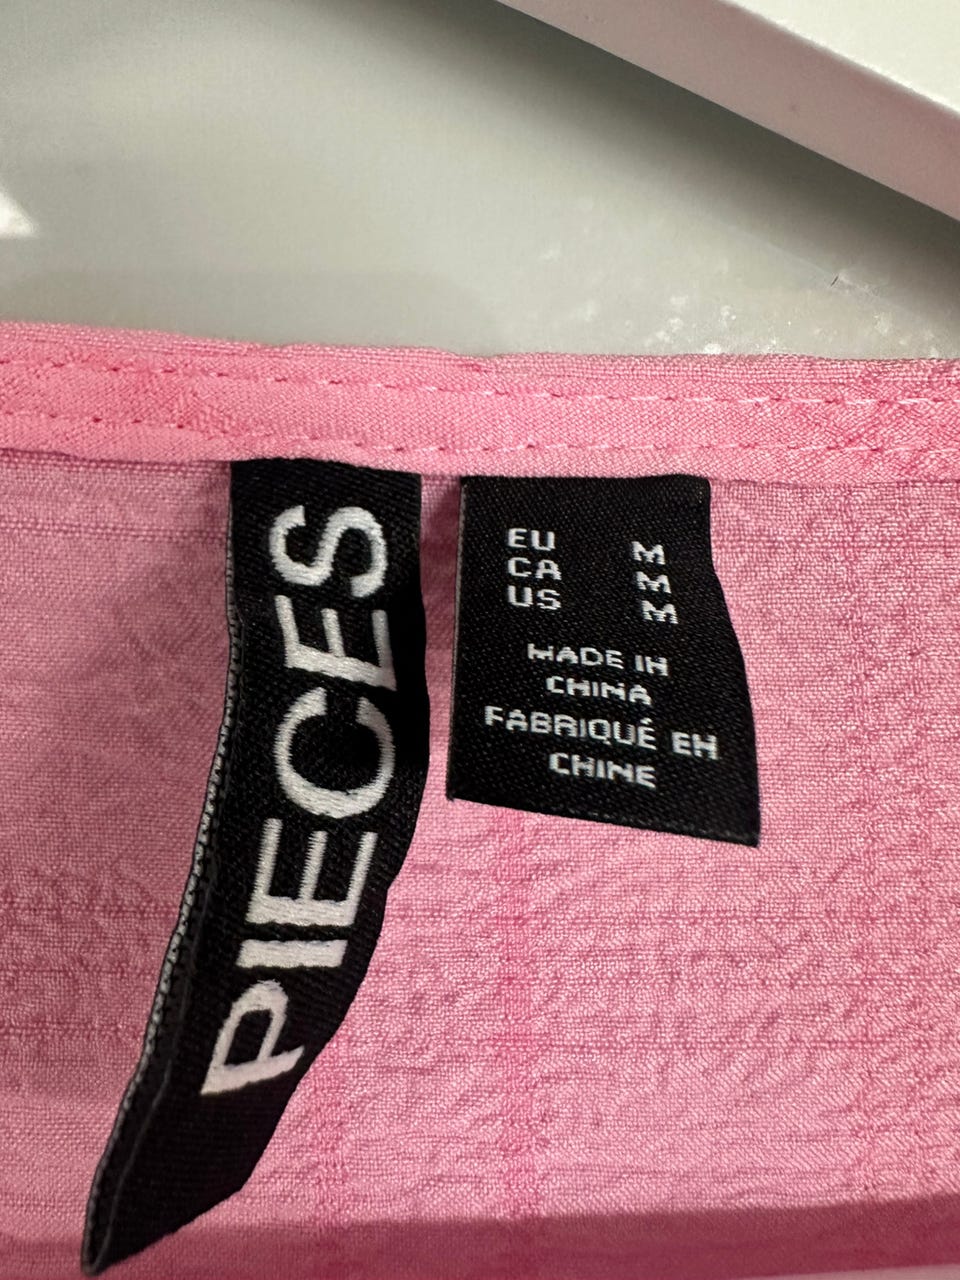 PIECES
EU M
CA M
US M
MADE IN
CHINA
FABRIQUÉ EN
CHINE